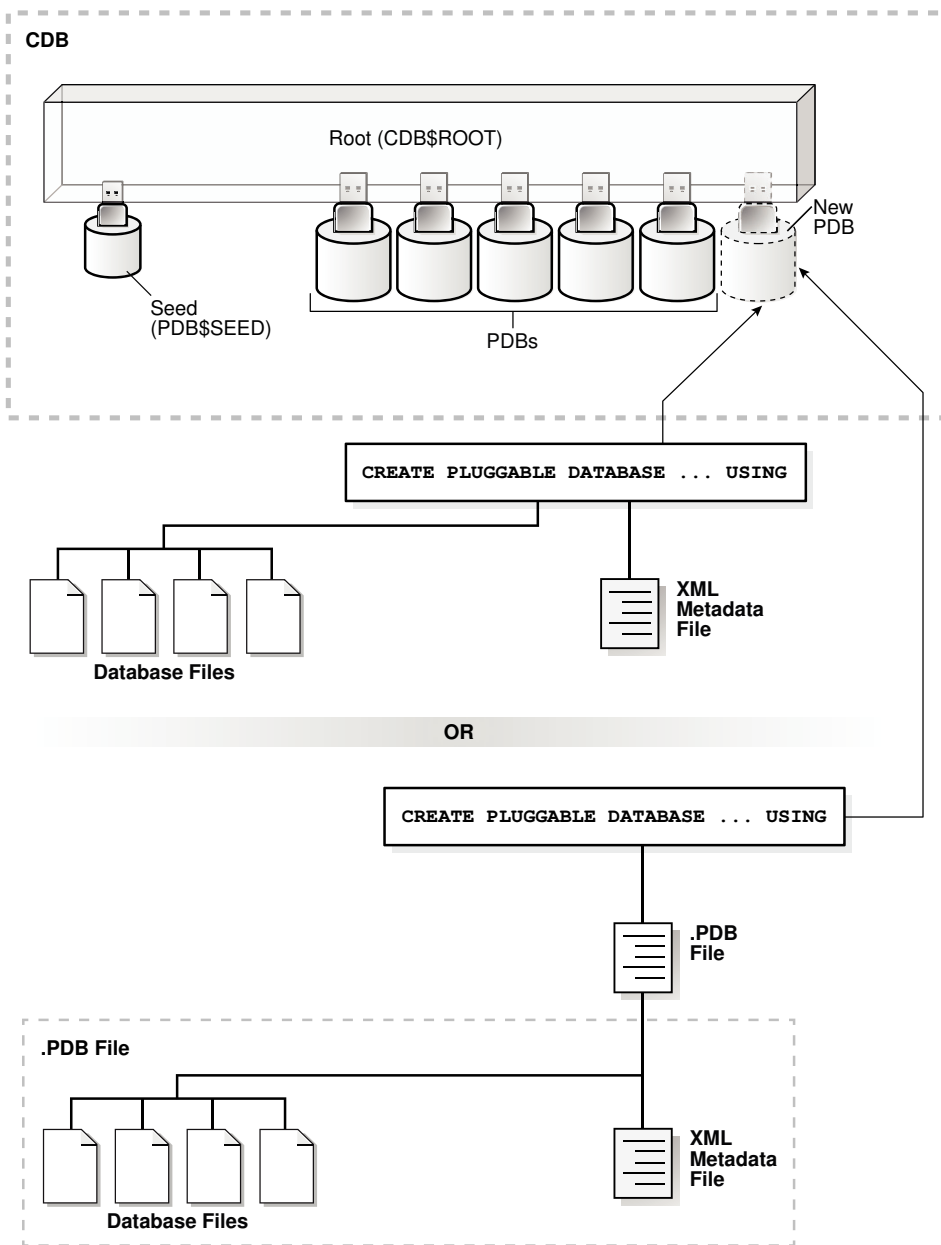 CDB
Root (CDB$ROOT)
New
PDB
Seed
(PDB$SEED)
PDBs
CREATE PLUGGABLE DATABASE ... USING
XML
Metadata
File
Database Files
OR
CREATE PLUGGABLE DATABASE ... USING
.PDB
File
.PDB File
XML
Metadata
File
Database Files